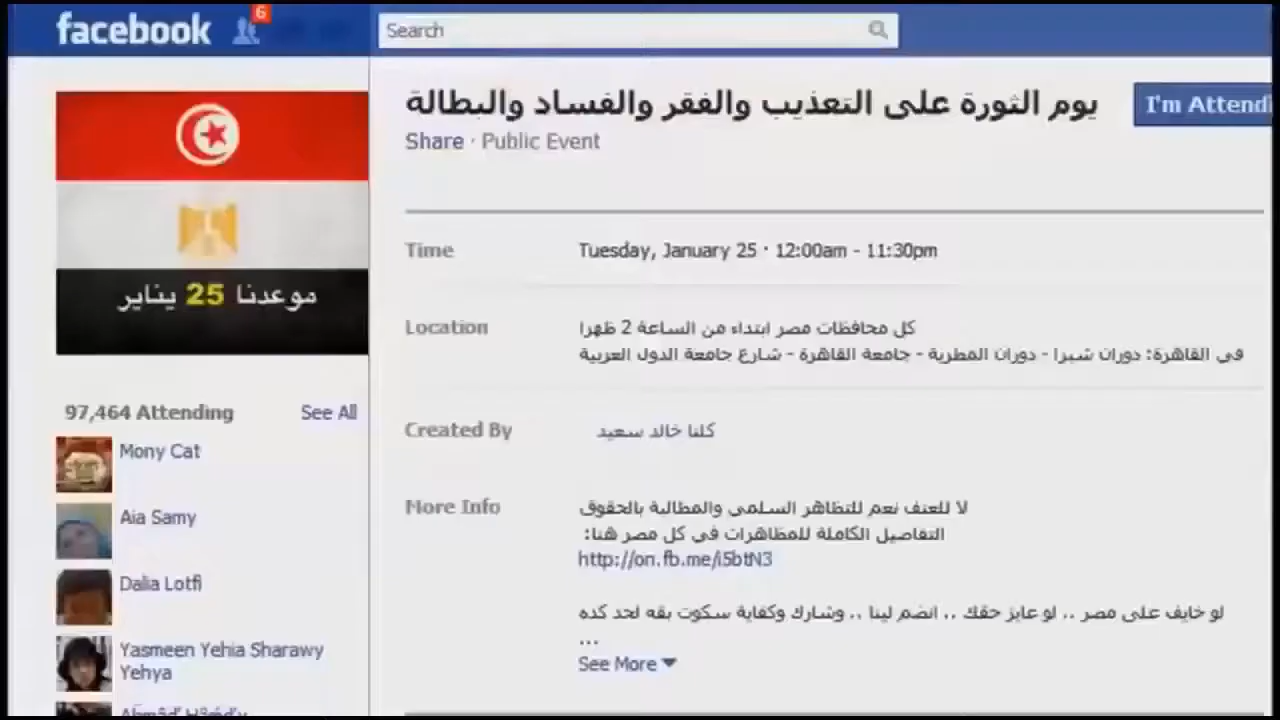 facebook
6
Search
يوم الثورة على التعذيب والفقر والفساد والبطالة
I'm Attendi
Share · Public Event
موعدنا 25 يناير
Time
Tuesday, January 25 · 12:00am - 11:30pm
Location
كل محافظات مصر ابتداء من الساعة 2 ظهرا
فى القاهرة: دوران شبرا - دوران المطرية - جامعة القاهرة - شارع جامعة الدول العربية
Created By
كلنا خالد سعيد
More Info
لا للعنف نعم للتظاهر السلمى والمطالبة بالحقوق
التفاصيل الكاملة للمظاهرات فى كل مصر هنا:
http://on.fb.me/i5btN3
لو خايف على مصر .. لو عايز حقك .. انضم لينا .. وشارك وكفاية سكوت بقه لحد كده
...
See More
97,464 Attending
See All
Mony Cat
Aia Samy
Dalia Lotfi
Yasmeen Yehia Sharawy
Yehya